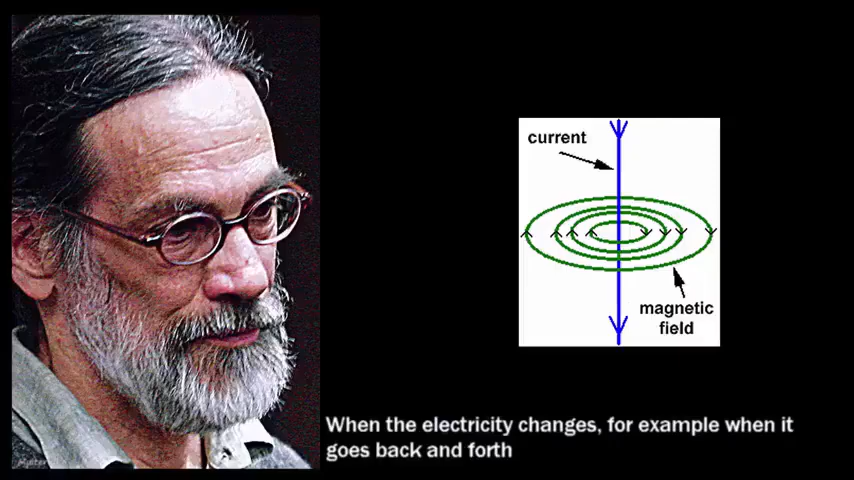 current
magnetic
field
When the electricity changes, for example when it
goes back and forth